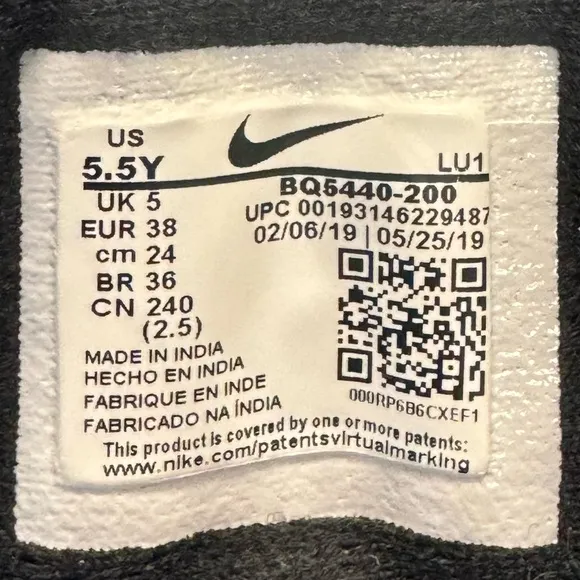 US
5.5Y
LU1
UK 5
BQ5440-200
EUR 38
UPC 00193146229487
cm 24
02/06/19 | 05/25/19
BR 36
CN 240
(2.5)
MADE IN INDIA
HECHO EN INDIA
FABRIQUE EN INDE
FABRICADO NA ÍNDIA
000RP6B6CXEF1
This product is covered by one or more patents:
www.nike.com/patentsvirtualmarking